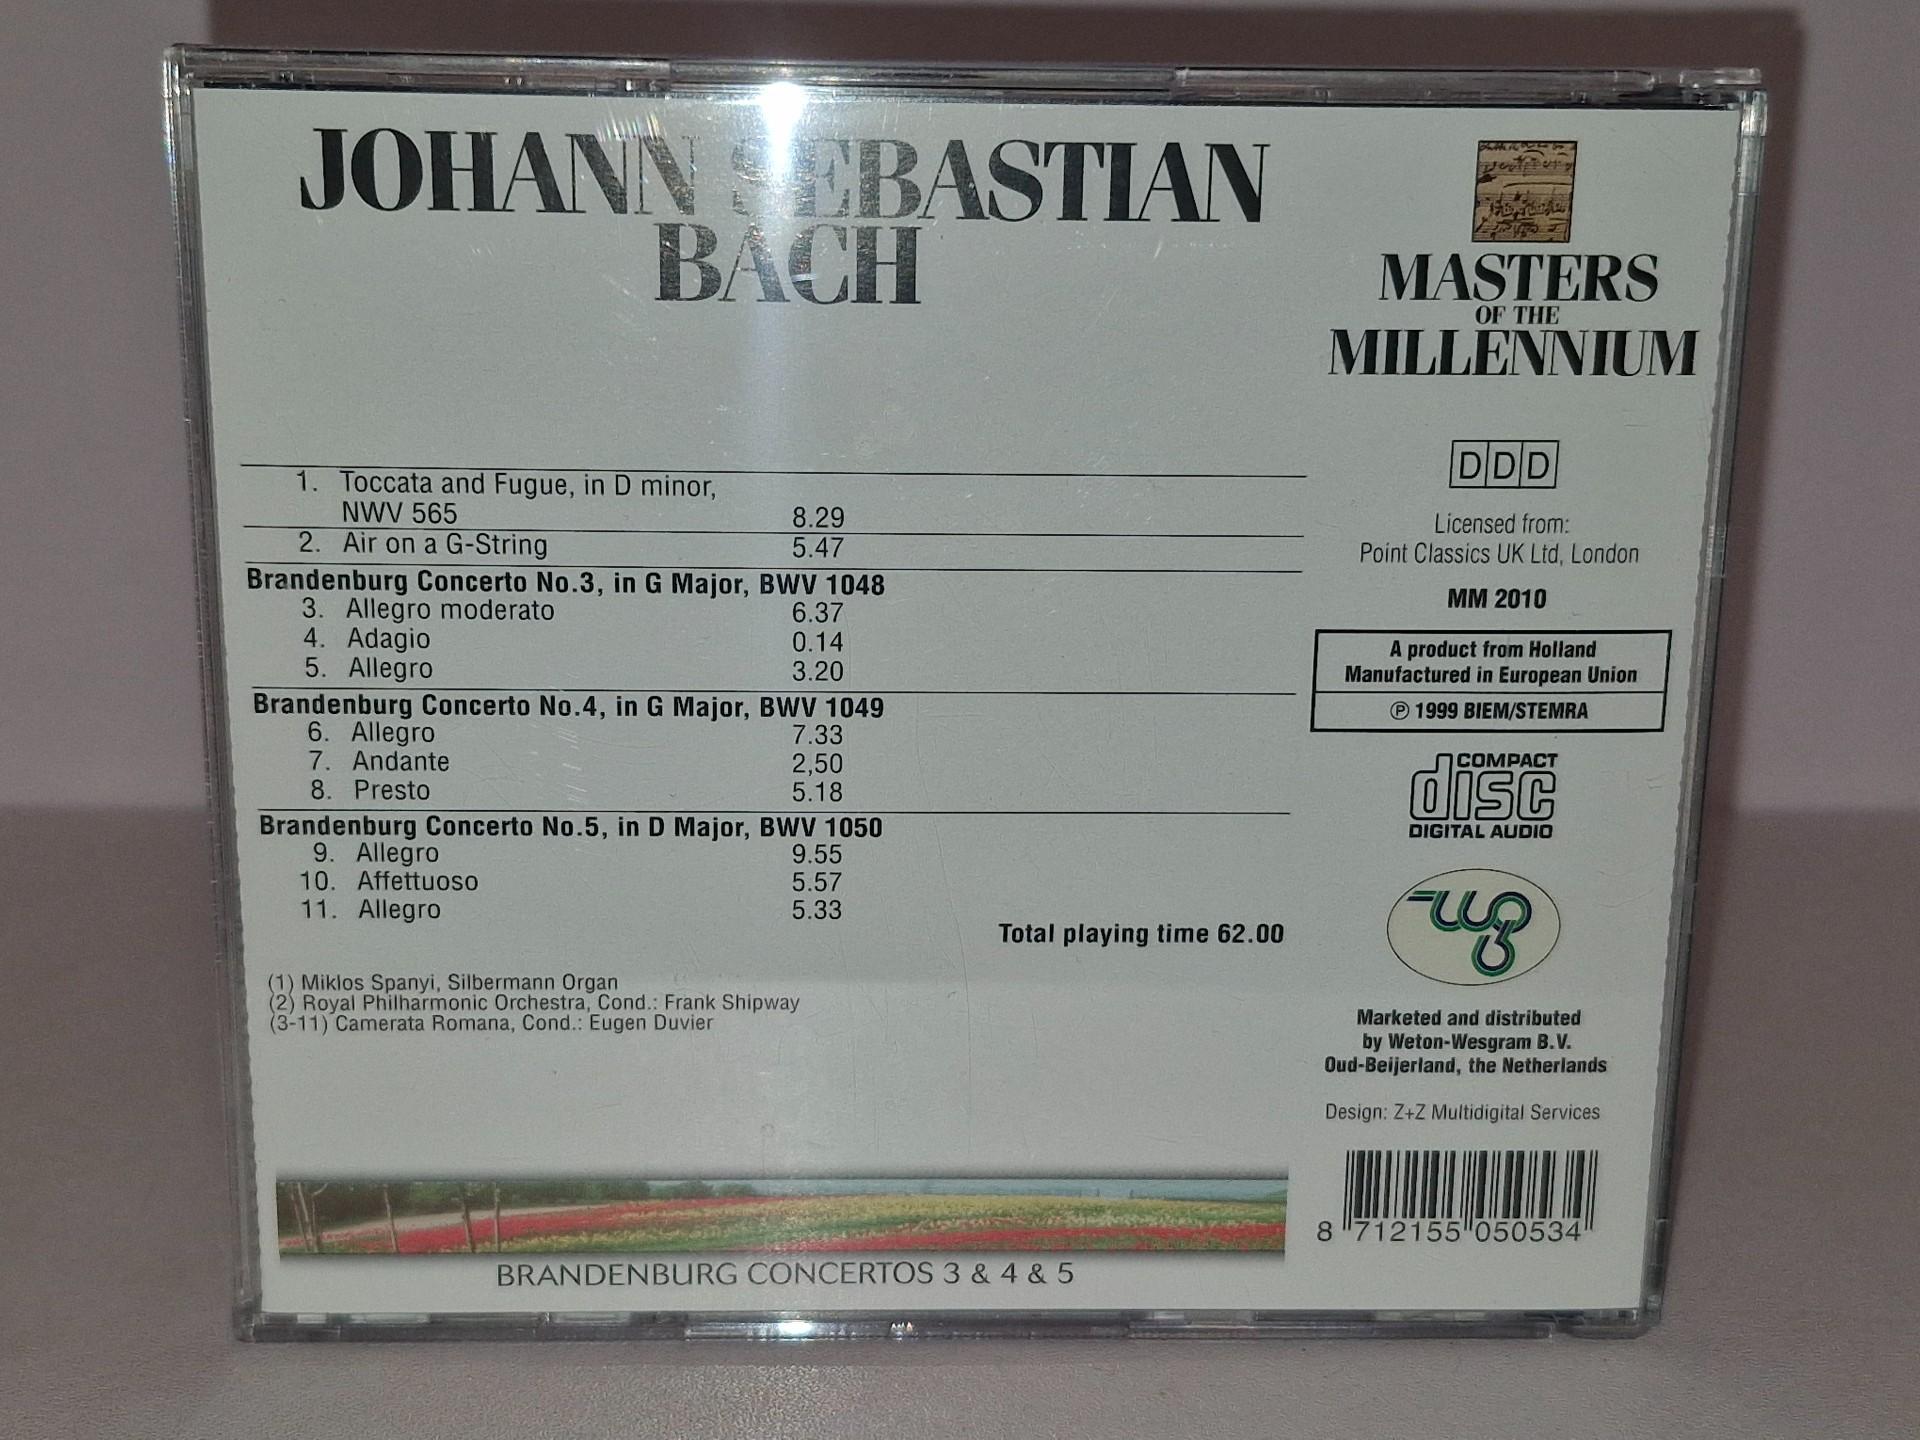 JOHANN SEBASTIAN
BACH
1. Toccata and Fugue, in D minor,
NWV 565 8.29
2. Air on a G-String 5.47
Brandenburg Concerto No.3, in G Major, BWV 1048
3. Allegro moderato 6.37
4. Adagio 0.14
5. Allegro 3.20
Brandenburg Concerto No.4, in G Major, BWV 1049
6. Allegro 7.33
7. Andante 2,50
8. Presto 5.18
Brandenburg Concerto No.5, in D Major, BWV 1050
9. Allegro 9.55
10. Affettuoso 5.57
11. Allegro 5.33
Total playing time 62.00
(1) Miklos Spanyi, Silbermann Organ
(2) Royal Philharmonic Orchestra, Cond.: Frank Shipway
(3-11) Camerata Romana, Cond.: Eugen Duvier
BRANDENBURG CONCERTOS 3 & 4 & 5
MASTERS
OF THE
MILLENNIUM
DDD
Licensed from:
Point Classics UK Ltd, London
MM 2010
A product from Holland
Manufactured in European Union
℗ 1999 BIEM/STEMRA
COMPACT
disc
DIGITAL AUDIO
Marketed and distributed
by Weton-Wesgram B.V.
Oud-Beijerland, the Netherlands
Design: Z+Z Multidigital Services
8 712155 050534